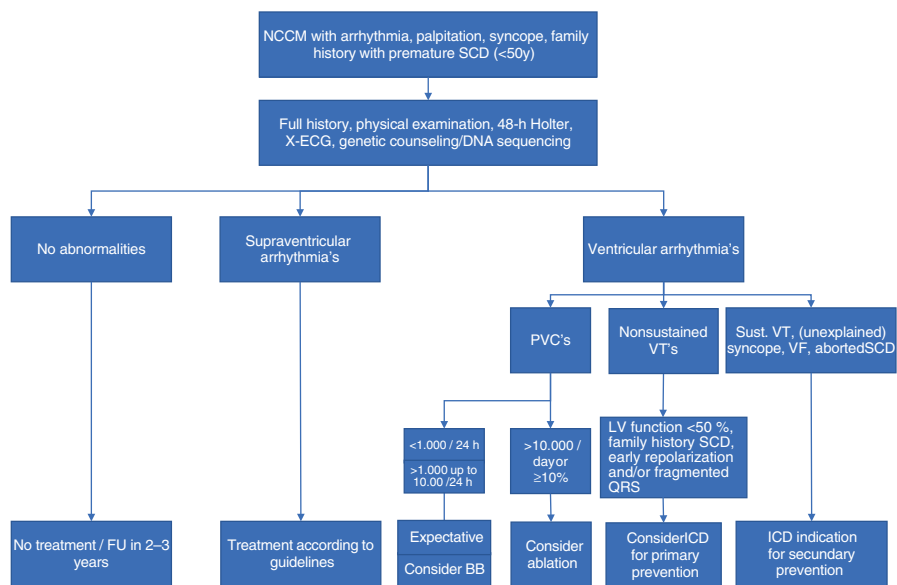 NCCM with arrhythmia, palpitation, syncope, family
history with premature SCD (<50y)
Full history, physical examination, 48-h Holter,
X-ECG, genetic counseling/DNA sequencing
No abnormalities
Supraventricular
arrhythmia's
Ventricular arrhythmia's
PVC's
Nonsustained
VT's
Sust. VT, (unexplained)
syncope, VF, abortedSCD
<1.000 / 24 h
>1.000 up to
10.00 /24 h
>10.000 /
dayor
≥10%
LV function <50 %,
family history SCD,
early repolarization
and/or fragmented
QRS
No treatment / FU in 2–3
years
Treatment according to
guidelines
Expectative
Consider BB
Consider
ablation
ConsiderICD
for primary
prevention
ICD indication
for secundary
prevention